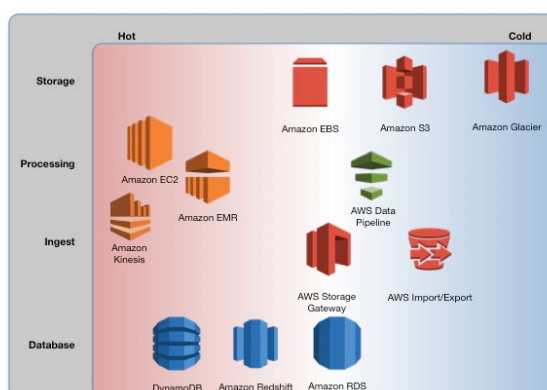 Hot Cold
Storage
Amazon EBS Amazon S3 Amazon Glacier
Processing
Amazon EC2
Amazon EMR
AWS Data
Pipeline
Ingest
Amazon
Kinesis
AWS Storage
Gateway
AWS Import/Export
Database
DynamoDB Amazon Redshift Amazon RDS